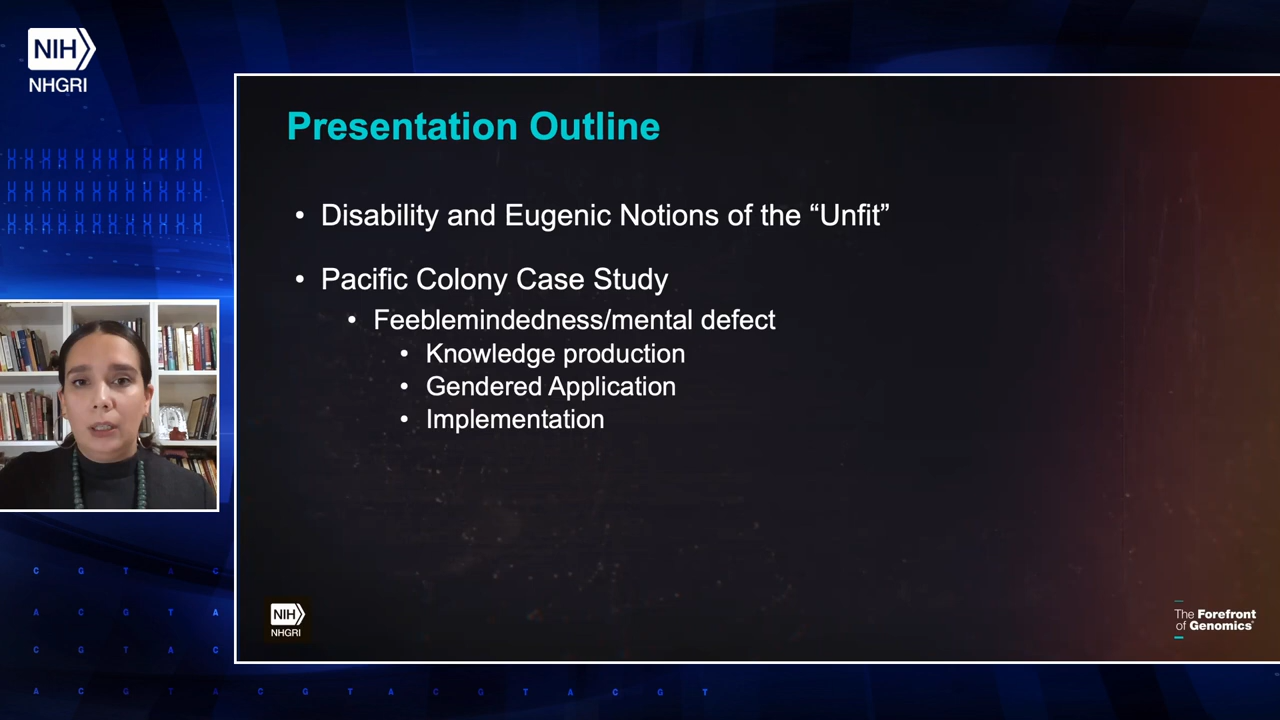 NIH
NHGRI
Presentation Outline
• Disability and Eugenic Notions of the “Unfit”
• Pacific Colony Case Study
• Feeblemindedness/mental defect
• Knowledge production
• Gendered Application
• Implementation
C G T A C
A C G T A
C G T A C
A C G T A C G T A C G T A C G T
NIH
NHGRI
The Forefront
of Genomics